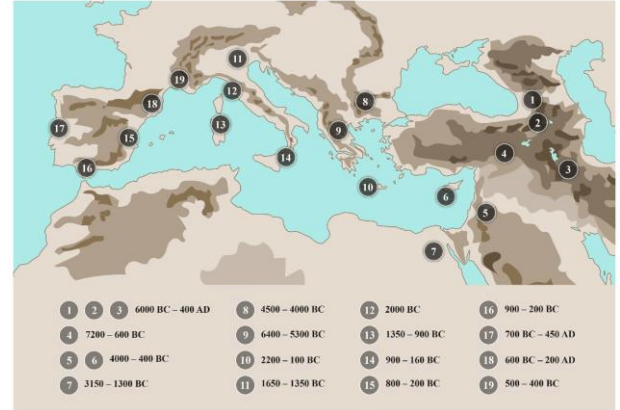 11
19
12
18
8
1
2
13
17
9
15
4
3
14
16
10
6
5
7
1 2 3 6000 BC – 400 AD
8 4500 – 4000 BC
12 2000 BC
16 900 – 200 BC
4 7200 – 600 BC
9 6400 – 5300 BC
13 1350 – 900 BC
17 700 BC – 450 AD
5 6 4000 – 400 BC
10 2200 – 100 BC
14 900 – 160 BC
18 600 BC – 200 AD
7 3150 – 1300 BC
11 1650 – 1350 BC
15 800 – 200 BC
19 500 – 400 BC